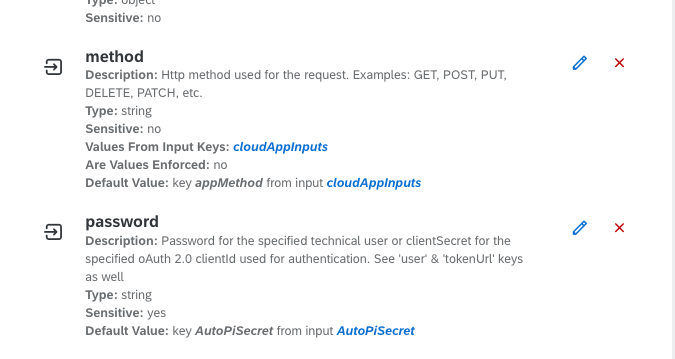 Type: object
Sensitive: no
method
Description: Http method used for the request. Examples: GET, POST, PUT,
DELETE, PATCH, etc.
Type: string
Sensitive: no
Values From Input Keys: cloudAppInputs
Are Values Enforced: no
Default Value: key appMethod from input cloudAppInputs
password
Description: Password for the specified technical user or clientSecret for the
specified oAuth 2.0 clientId used for authentication. See 'user' & 'tokenUrl' keys
as well
Type: string
Sensitive: yes
Default Value: key AutoPiSecret from input AutoPiSecret